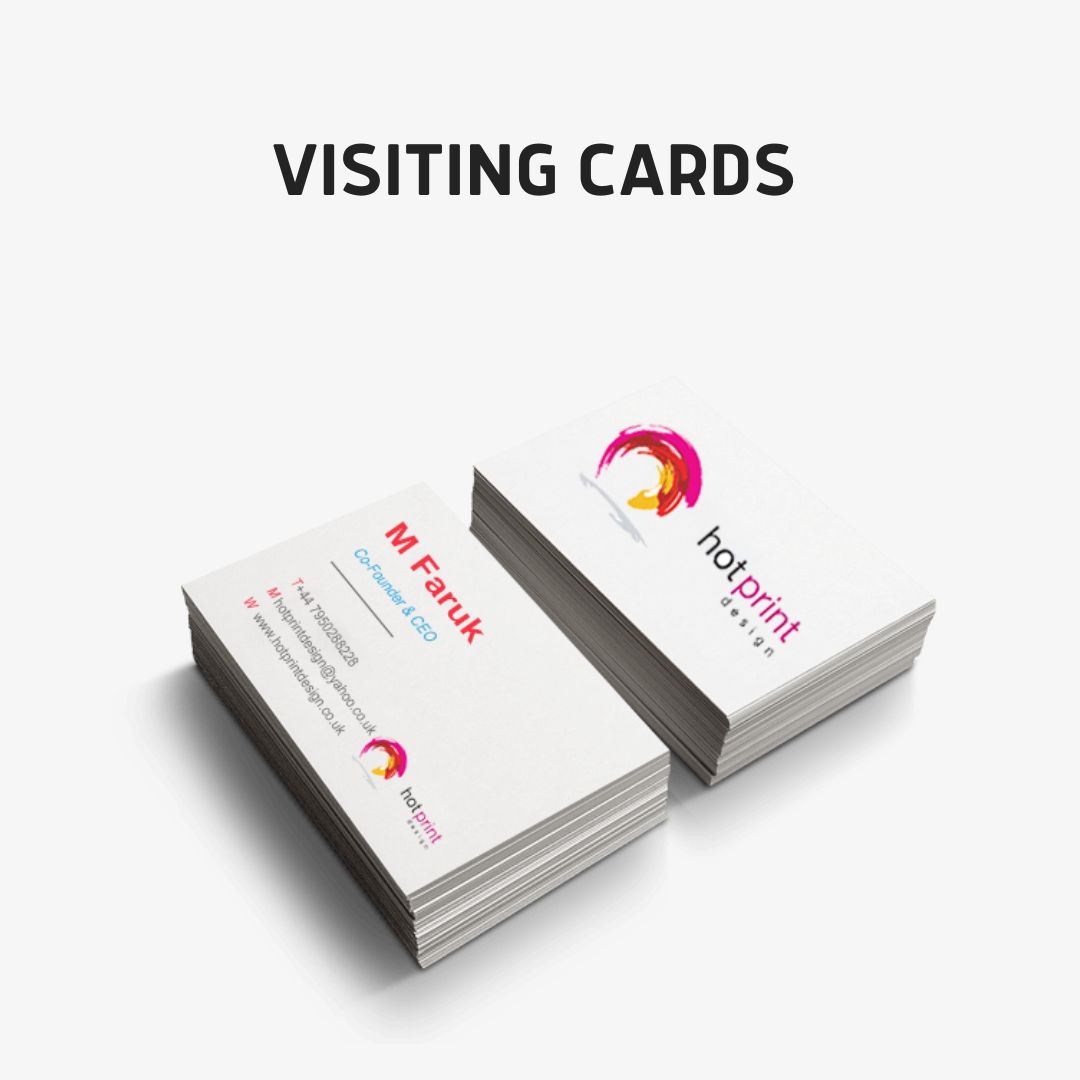 VISITING CARDS
M Faruk
Co-Founder & CEO
T+44 7950288228
M hotprintdesign@yahoo.co.uk
W www.hotprintdesign.co.uk
hotprint
design
hotprint
design